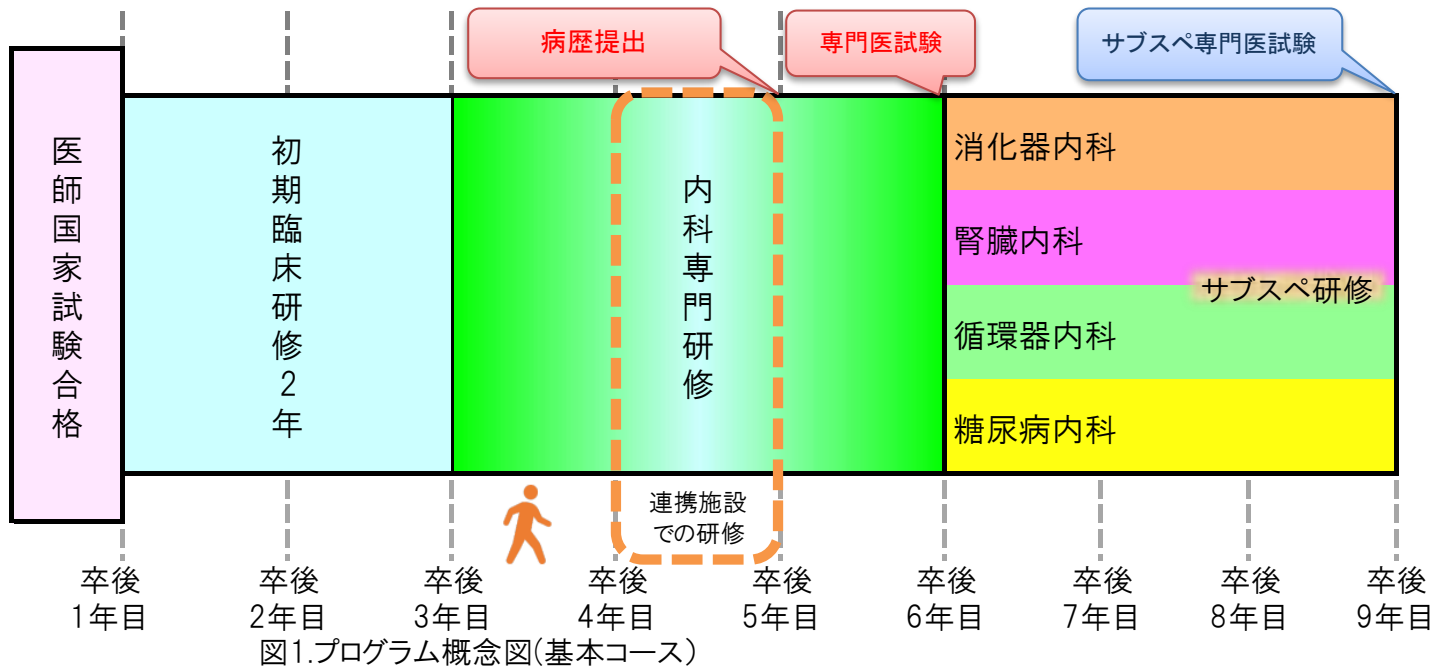 病歴提出
専門医試験
サブスペ専門医試験
医師国家試験合格
初期臨床研修2年
内科専門研修
消化器内科
腎臓内科
サブスペ研修
循環器内科
糖尿病内科
連携施設
での研修
卒後
1年目
卒後
2年目
卒後
3年目
卒後
4年目
卒後
5年目
卒後
6年目
卒後
7年目
卒後
8年目
卒後
9年目
図1.プログラム概念図(基本コース)